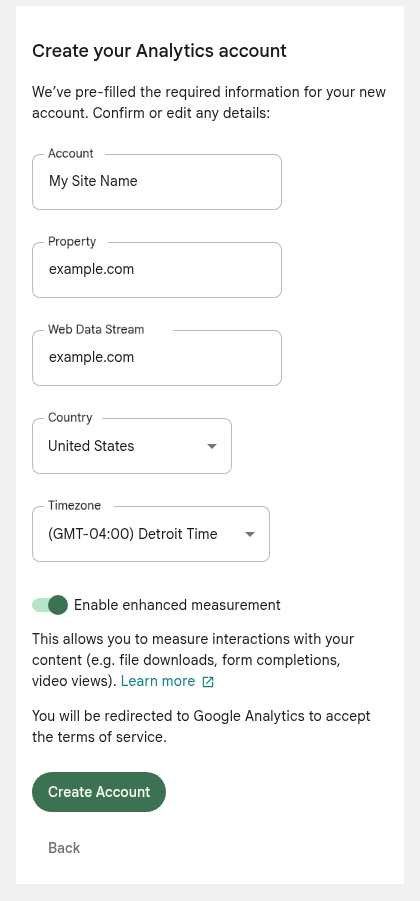 Create your Analytics account
We’ve pre-filled the required information for your new
account. Confirm or edit any details:
Account
My Site Name
Property
example.com
Web Data Stream
example.com
Country
United States
Timezone
(GMT-04:00) Detroit Time
Enable enhanced measurement
This allows you to measure interactions with your
content (e.g. file downloads, form completions,
video views). Learn more
You will be redirected to Google Analytics to accept
the terms of service.
Create Account
Back